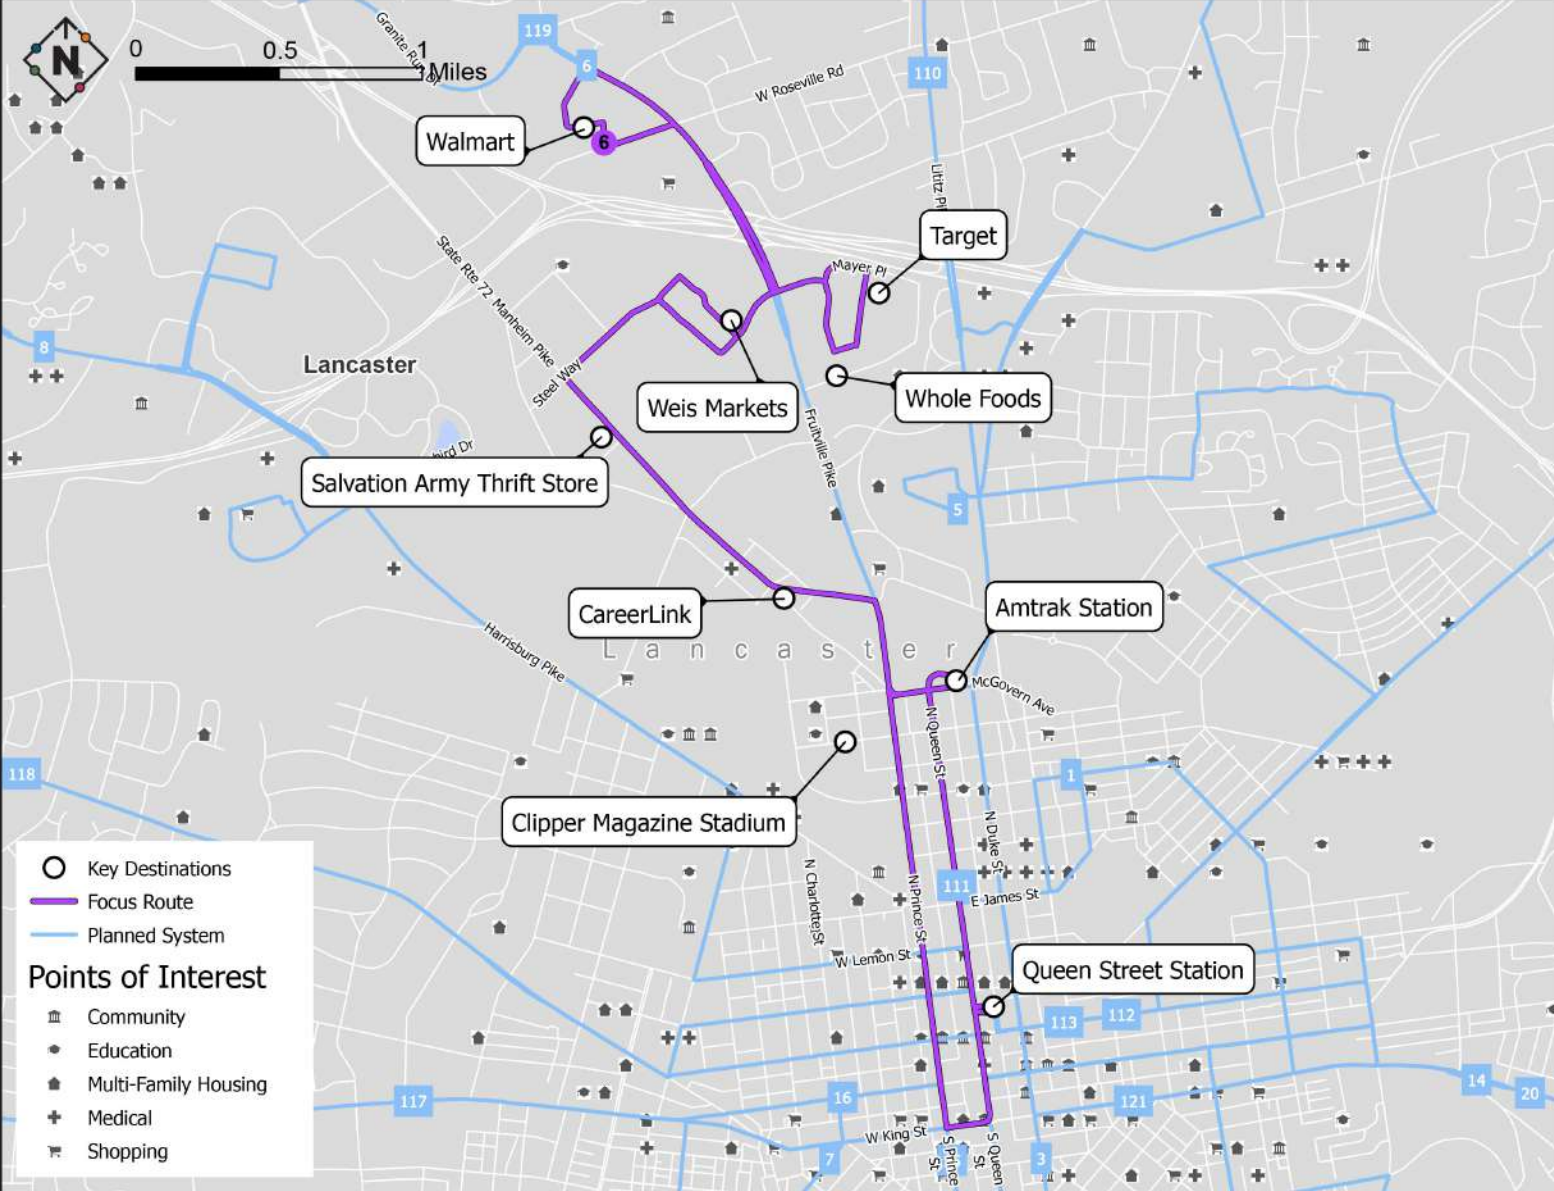 N
0
0.5
1
Miles
Granite Run Dr
119
6
110
W Roseville Rd
Walmart
6
Lititz Pi
Target
Mayer Pl
State Rte 72, Manheim Pike
8
Lancaster
Steel Way
Weis Markets
Whole Foods
Fruitville Pike
bird Dr
Salvation Army Thrift Store
5
CareerLink
Amtrak Station
Lancaster
Harrisburg Pike
McGovern Ave
N Queen St
118
1
Clipper Magazine Stadium
N Duke St
N Charlotte St
N Prince St
111
E James St
W Lemon St
Queen Street Station
113
112
117
16
121
14
20
W King St
7
S Prince St
S Queen St
3
Key Destinations
Focus Route
Planned System
Points of Interest
Community
Education
Multi-Family Housing
Medical
Shopping